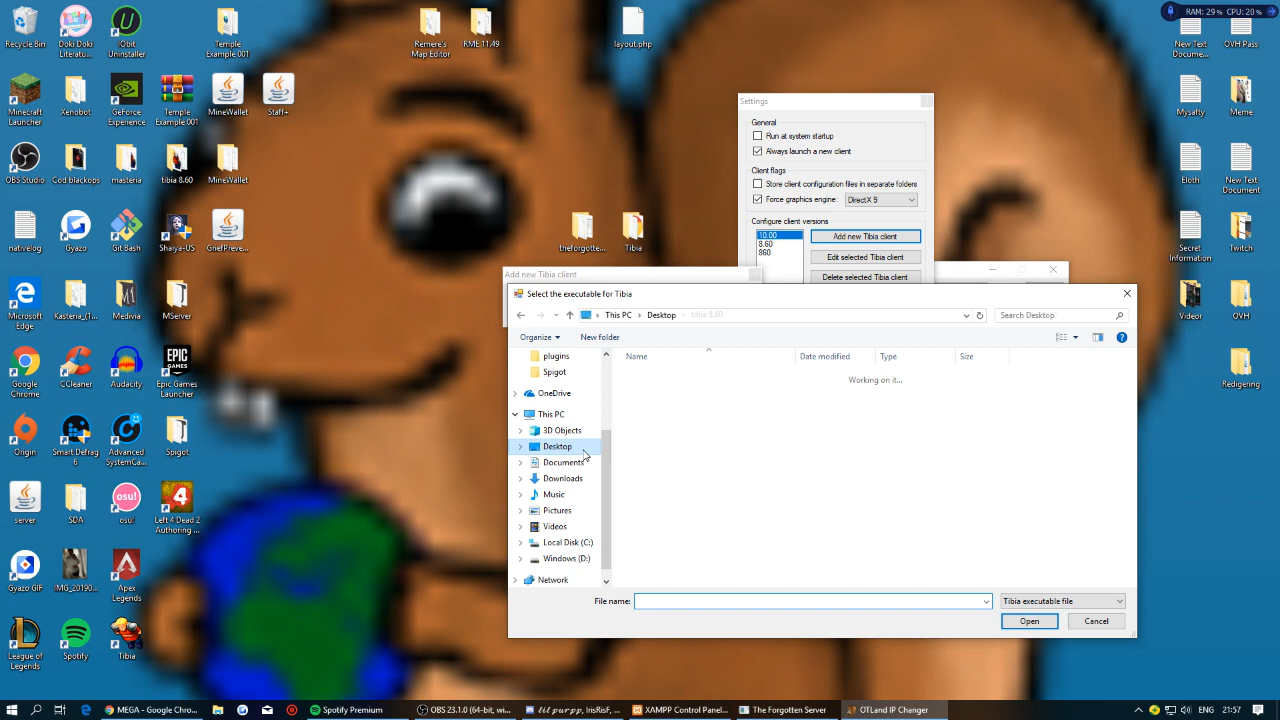 RAM: 29 % CPU: 20 %
Recycle Bin
Doki Doki
Literatu...
IObit
Uninstaller
Temple
Example 001
Remere's
Map Editor
RME.11.49
layout.php
New Text
Docume...
OVH Pass
Minecraft
Launcher
Xenobot
GeForce
Experience
Temple
Example 001
MineWallet
Staff+
Mysafty
Meme
OBS Studio
Cod blackops
masteria
tibia 8.60
MineWallet
Eloth
New Text
Document
nativelog
Gyazo
Git Bash
Shaiya-US
GriefPreve...
theforgotte...
Tibia
Secret
Information
Twitch
Microsoft
Edge
Kasteria_(1...
Medivia
MServer
Videor
OVH
Google
Chrome
CCleaner
Audacity
Epic Games
Launcher
Redigering
Origin
Smart Defrag
6
Advanced
SystemCa...
Spigot
server
SDA
osu!
Left 4 Dead 2
Authoring ...
Gyazo GIF
IMG_20190...
Apex
Legends
League of
Legends
Spotify
Tibia
Settings
General
Run at system startup
Always launch a new client
Client flags
Store client configuration files in separate folders
Force graphics engine: DirectX 9
Configure client versions
10.00
8.60
860
Add new Tibia client
Edit selected Tibia client
Delete selected Tibia client
Add new Tibia client
Select the executable for Tibia
This PC Desktop tibia 8.60
Search Desktop
Organize
New folder
plugins
Spigot
OneDrive
This PC
3D Objects
Desktop
Documents
Downloads
Music
Pictures
Videos
Local Disk (C:)
Windows (D:)
Network
Name Date modified Type Size
Working on it...
File name:
Tibia executable file
Open Cancel
MEGA - Google Chro...
Spotify Premium
OBS 23.1.0 (64-bit, wi...
lil purpp, IrisRisF, ...
XAMPP Control Panel...
The Forgotten Server
OTLand IP Changer
ENG
21:57